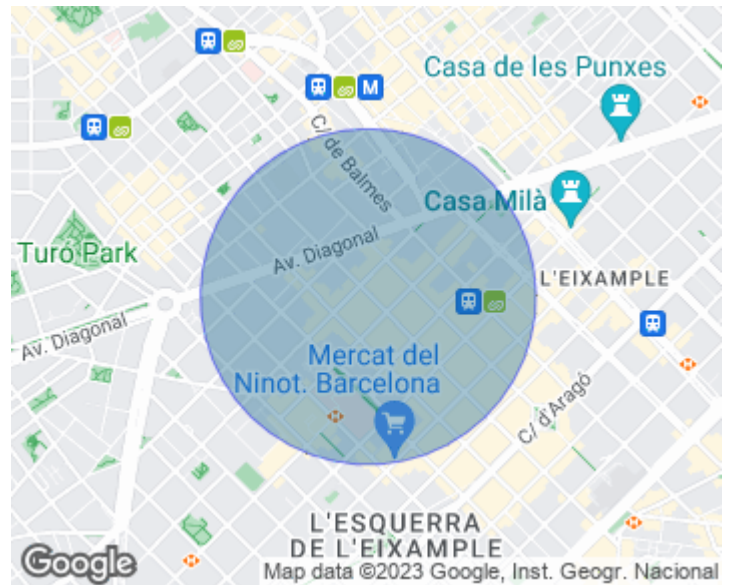 Casa de les Punxes
M
C/ de Balmes
Casa Milà
Av. Diagonal
Turó Park
L'EIXAMPLE
Av. Diagonal
Mercat del
Ninot. Barcelona
C/ d'Aragó
H
H
H
H
H
L'ESQUERRA
DE L'EIXAMPLE
Google
Map data ©2023 Google, Inst. Geogr. Nacional